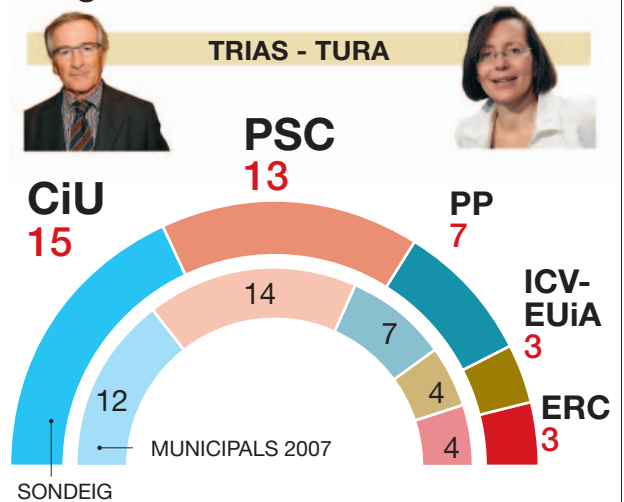 TRIAS - TURA
PSC
13
CiU
15
PP
7
ICV-
EUiA
3
ERC
3
14
7
12
4
4
MUNICIPALS 2007
SONDEIG